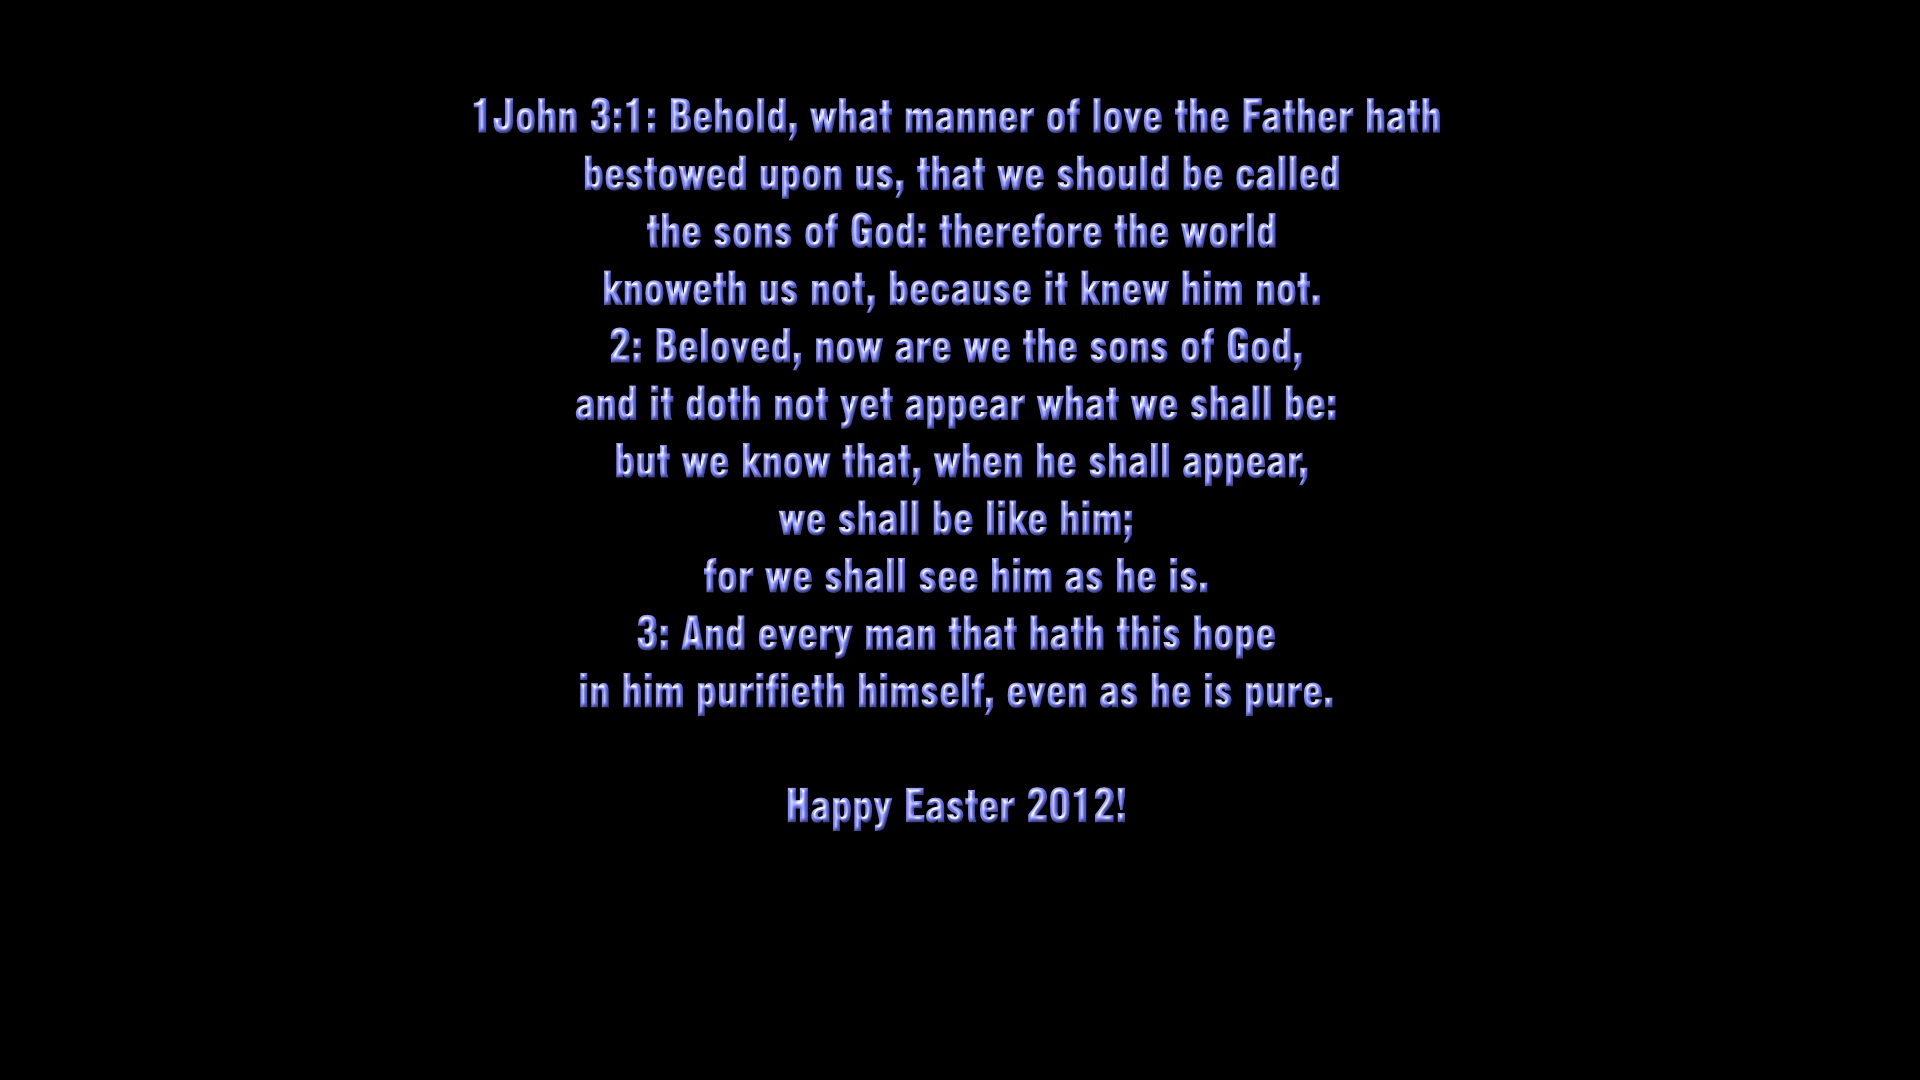 1John 3:1: Behold, what manner of love the Father hath
bestowed upon us, that we should be called
the sons of God: therefore the world
knoweth us not, because it knew him not.
2: Beloved, now are we the sons of God,
and it doth not yet appear what we shall be:
but we know that, when he shall appear,
we shall be like him;
for we shall see him as he is.
3: And every man that hath this hope
in him purifieth himself, even as he is pure.
Happy Easter 2012!